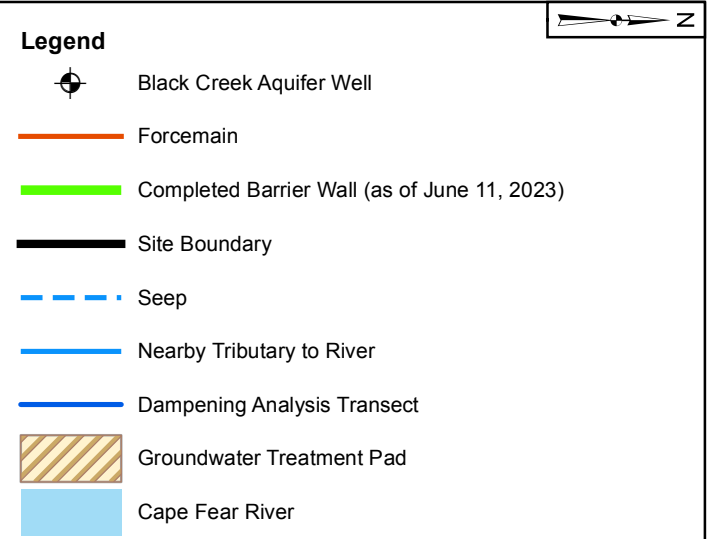 N
Legend
Black Creek Aquifer Well
Forcemain
Completed Barrier Wall (as of June 11, 2023)
Site Boundary
Seep
Nearby Tributary to River
Dampening Analysis Transect
Groundwater Treatment Pad
Cape Fear River